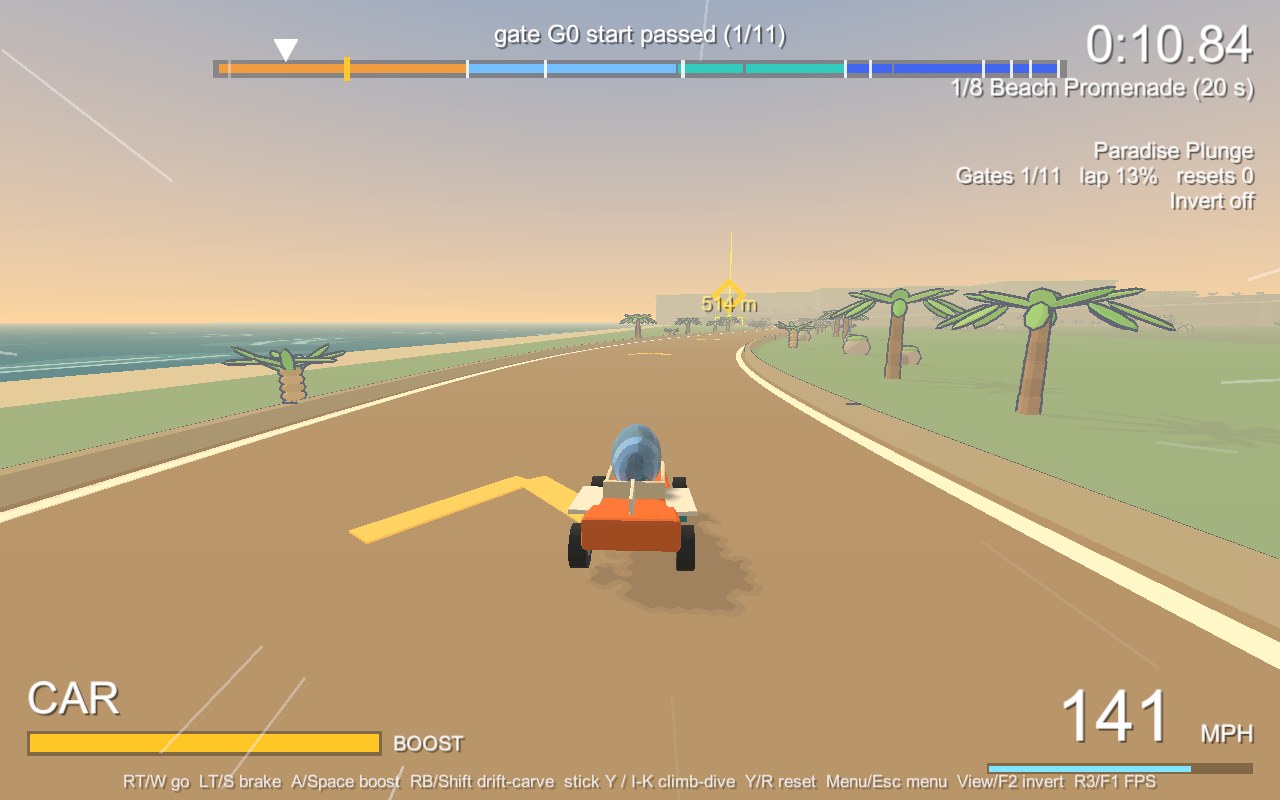 gate G0 start passed (1/11)
0:10.84
1/8 Beach Promenade (20 s)
Paradise Plunge
Gates 1/11 lap 13% resets 0
Invert off
514 m
CAR
BOOST
141 MPH
RT/W go LT/S brake A/Space boost RB/Shift drift-carve stick Y / I-K climb-dive Y/R reset Menu/Esc menu View/F2 invert R3/F1 FPS